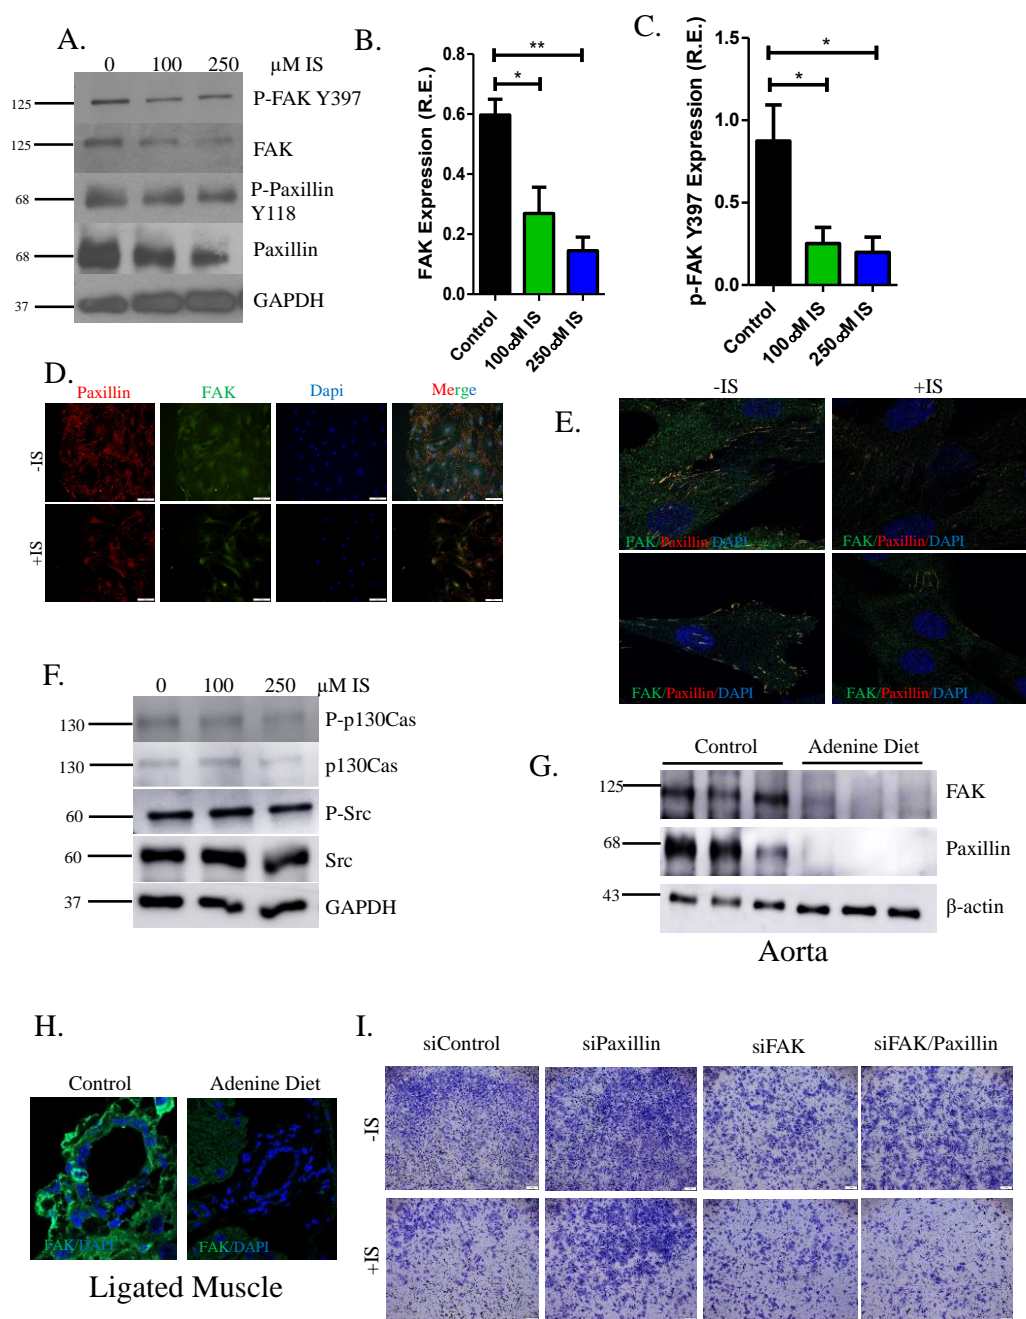 A.
0 100 250 µM IS
125 P-FAK Y397
125 FAK
68 P-Paxillin
Y118
68 Paxillin
37 GAPDH
B.
FAK Expression (R.E.)
0.8
0.6
0.4
0.2
0.0
**
*
Control
100∞M IS
250∞M IS
C.
p-FAK Y397 Expression (R.E.)
1.5
1.0
0.5
0.0
*
*
Control
100∞M IS
250∞M IS
D.
Paxillin FAK Dapi Merge
-IS
+IS
E.
-IS +IS
FAK/Paxillin/DAPI FAK/Paxillin/DAPI
FAK/Paxillin/DAPI FAK/Paxillin/DAPI
F.
0 100 250 µM IS
130 P-p130Cas
130 p130Cas
60 P-Src
60 Src
37 GAPDH
G.
Control Adenine Diet
125 FAK
68 Paxillin
43 β-actin
Aorta
H.
Control Adenine Diet
FAK/DAPI FAK/DAPI
Ligated Muscle
I.
siControl siPaxillin siFAK siFAK/Paxillin
-IS
+IS